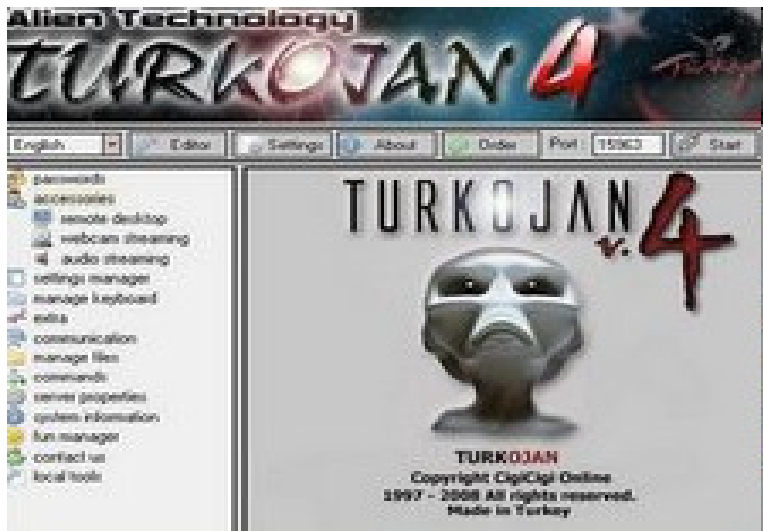 Alien Technology
TURKOJAN 4
Turkiye
English Editor Settings About Order Port : 15963 Start
passwords
accessories
remote desktop
webcam streaming
audio streaming
settings manager
manage keyboard
extra
communication
manage files
commands
server properties
system information
fun manager
contact us
local tools
TURKOJAN
v.4
TURKOJAN
Copyright CigiCigi Online
1997 - 2008 All rights reserved.
Made in Turkey